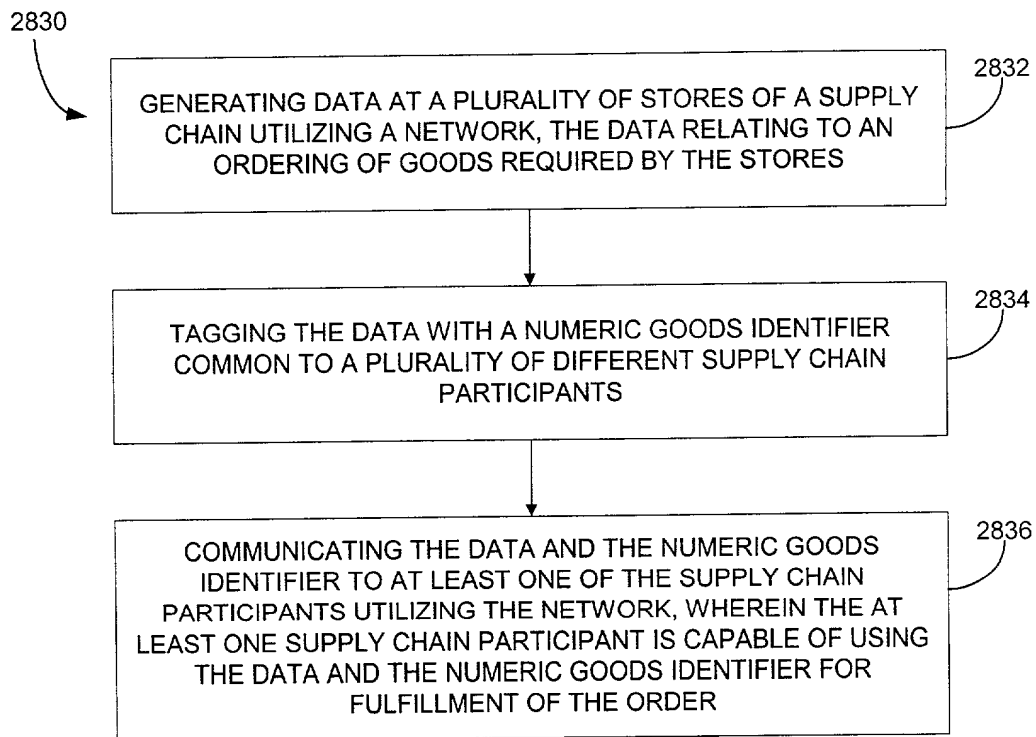 2830
2832
GENERATING DATA AT A PLURALITY OF STORES OF A SUPPLY
CHAIN UTILIZING A NETWORK, THE DATA RELATING TO AN
ORDERING OF GOODS REQUIRED BY THE STORES
2834
TAGGING THE DATA WITH A NUMERIC GOODS IDENTIFIER
COMMON TO A PLURALITY OF DIFFERENT SUPPLY CHAIN
PARTICIPANTS
2836
COMMUNICATING THE DATA AND THE NUMERIC GOODS
IDENTIFIER TO AT LEAST ONE OF THE SUPPLY CHAIN
PARTICIPANTS UTILIZING THE NETWORK, WHEREIN THE AT
LEAST ONE SUPPLY CHAIN PARTICIPANT IS CAPABLE OF USING
THE DATA AND THE NUMERIC GOODS IDENTIFIER FOR
FULFILLMENT OF THE ORDER